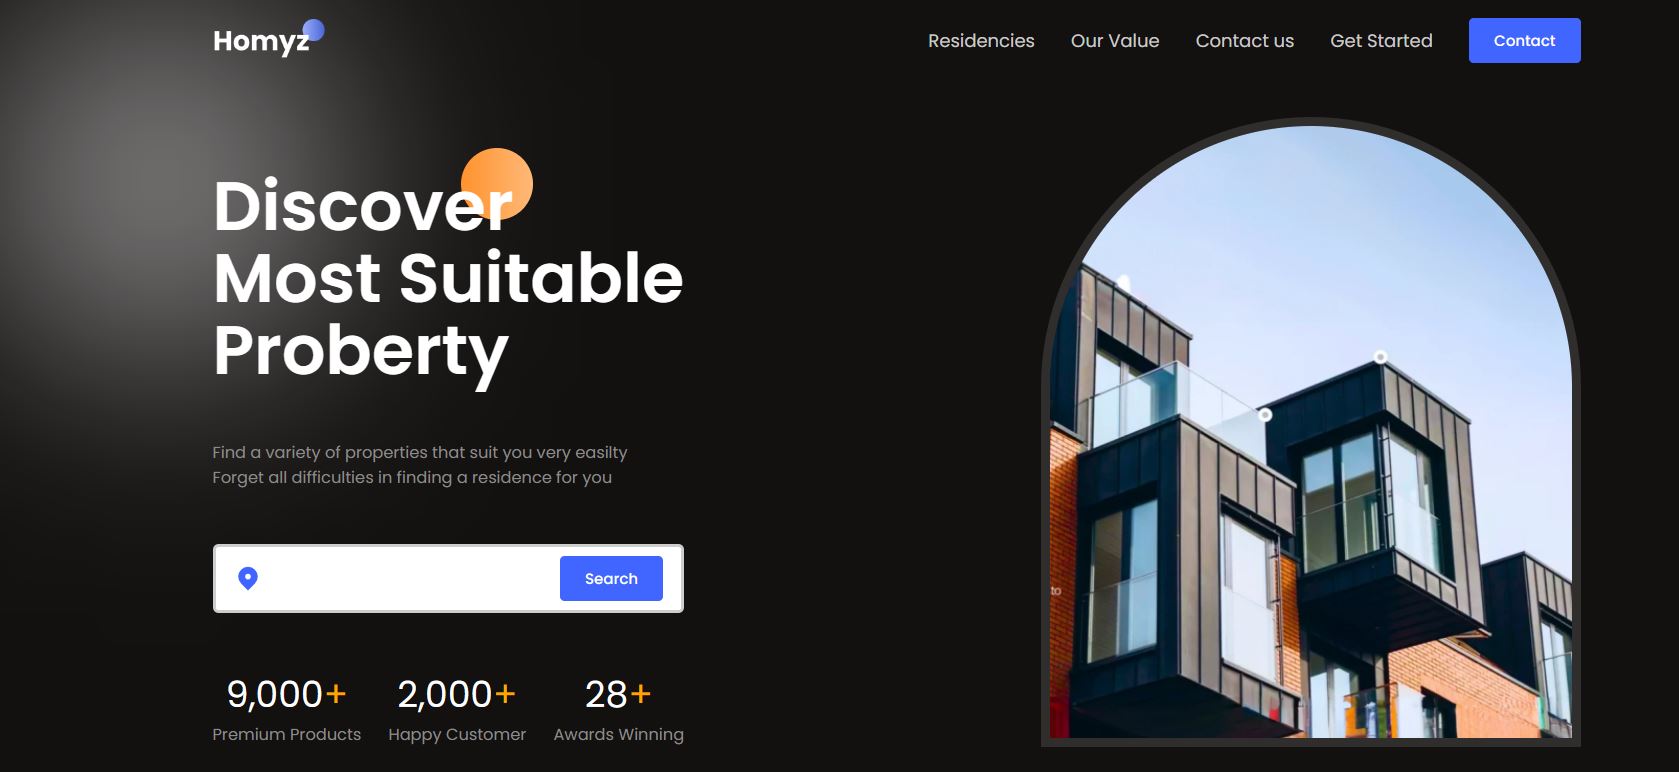 Homyz
Residencies
Our Value
Contact us
Get Started
Contact
Discover
Most Suitable
Proberty
Find a variety of properties that suit you very easilty
Forget all difficulties in finding a residence for you
Search
9,000+
2,000+
28+
Premium Products
Happy Customer
Awards Winning
to